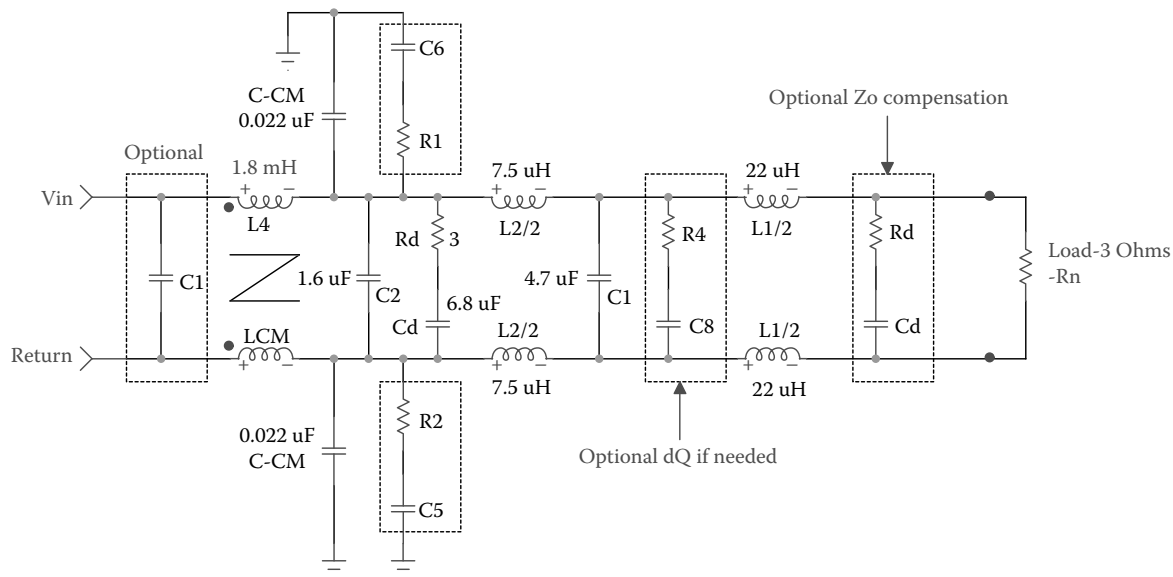 C6
C-CM
0.022 uF
R1
Optional Zo compensation
Optional
1.8 mH
+ −
7.5 uH
+ −
22 uH
+ −
Vin
L4
L2/2
L1/2
Rd
3
R4
Rd
Load-3 Ohms
-Rn
C1
1.6 uF
C2
4.7 uF
C1
6.8 uF
Cd
C8
Cd
LCM
L2/2
L1/2
Return
+ −
+ −
+ −
7.5 uH
22 uH
R2
0.022 uF
C-CM
Optional dQ if needed
C5